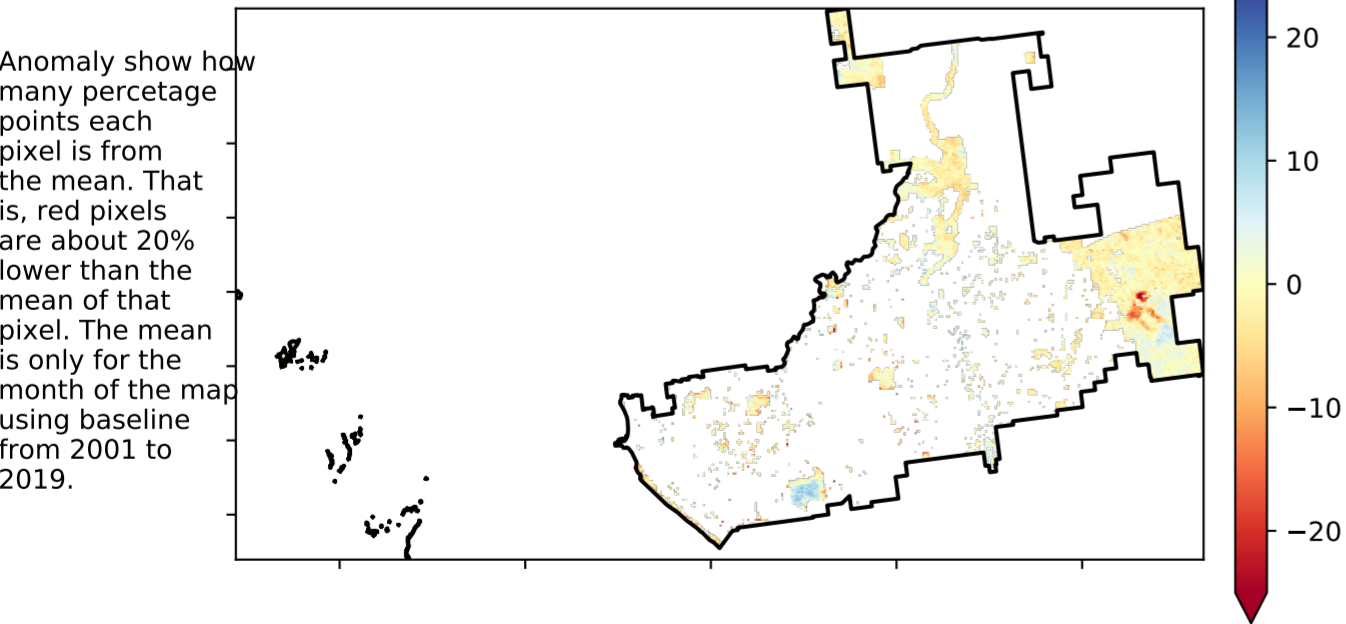 Anomaly show how
many percetage
points each
pixel is from
the mean. That
is, red pixels
are about 20%
lower than the
mean of that
pixel. The mean
is only for the
month of the map
using baseline
from 2001 to
2019.
20
10
0
−10
−20